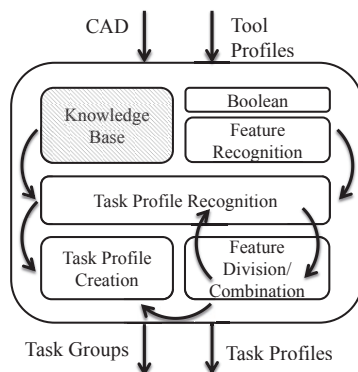 CAD
Tool
Profiles
Knowledge
Base
Boolean
Feature
Recognition
Task Profile Recognition
Task Profile
Creation
Feature
Division/
Combination
Task Groups
Task Profiles